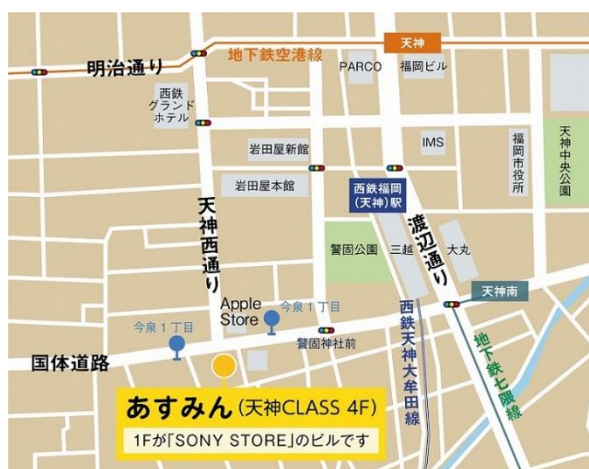 天神
地下鉄空港線
明治通り
PARCO
福岡ビル
西鉄
グランド
ホテル
岩田屋新館
IMS
福岡市役所
天神中央公園
岩田屋本館
西鉄福岡
(天神)駅
天神西通り
渡辺通り
警固公園
三越
大丸
天神南
Apple
Store
今泉1丁目
今泉1丁目
警固神社前
西鉄天神大牟田線
地下鉄七隈線
国体道路
あすみん(天神CLASS 4F)
1Fが「SONY STORE」のビルです